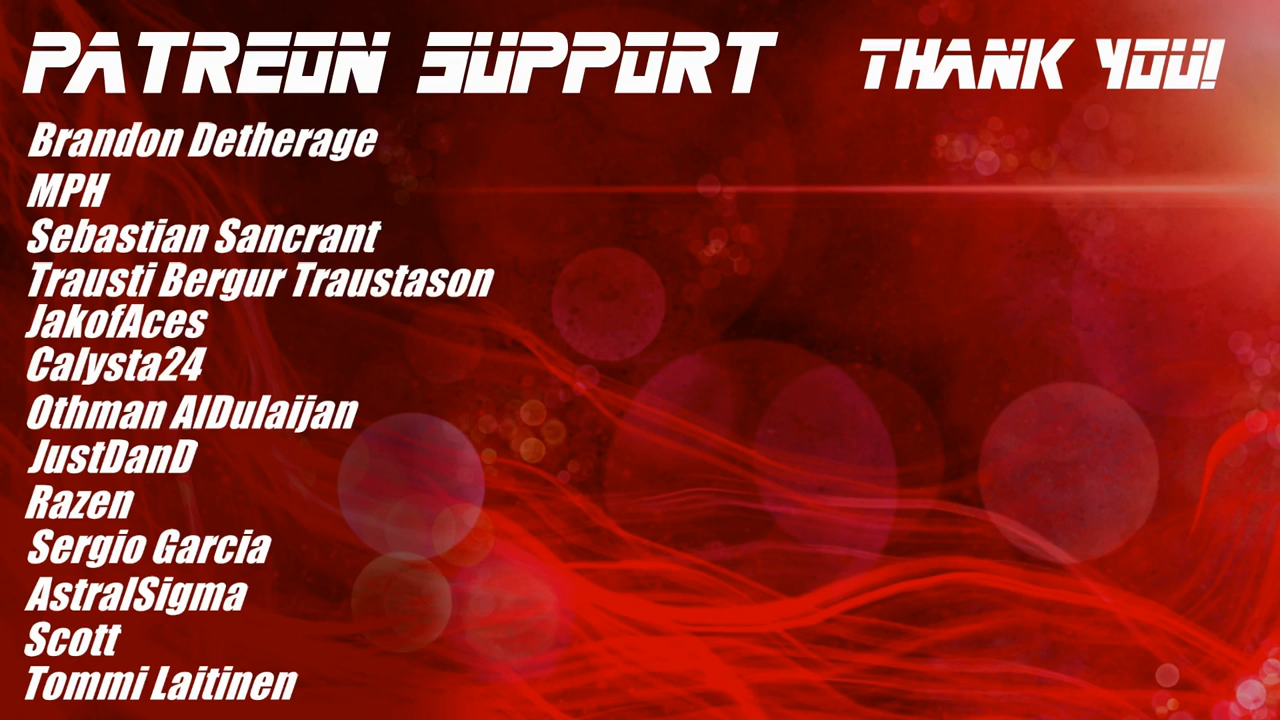 PATREON SUPPORT THANK YOU!
Brandon Detherage
MPH
Sebastian Sancrant
Trausti Bergur Traustason
JakofAces
Calysta24
Othman AlDulaijan
JustDanD
Razen
Sergio Garcia
AstralSigma
Scott
Tommi Laitinen